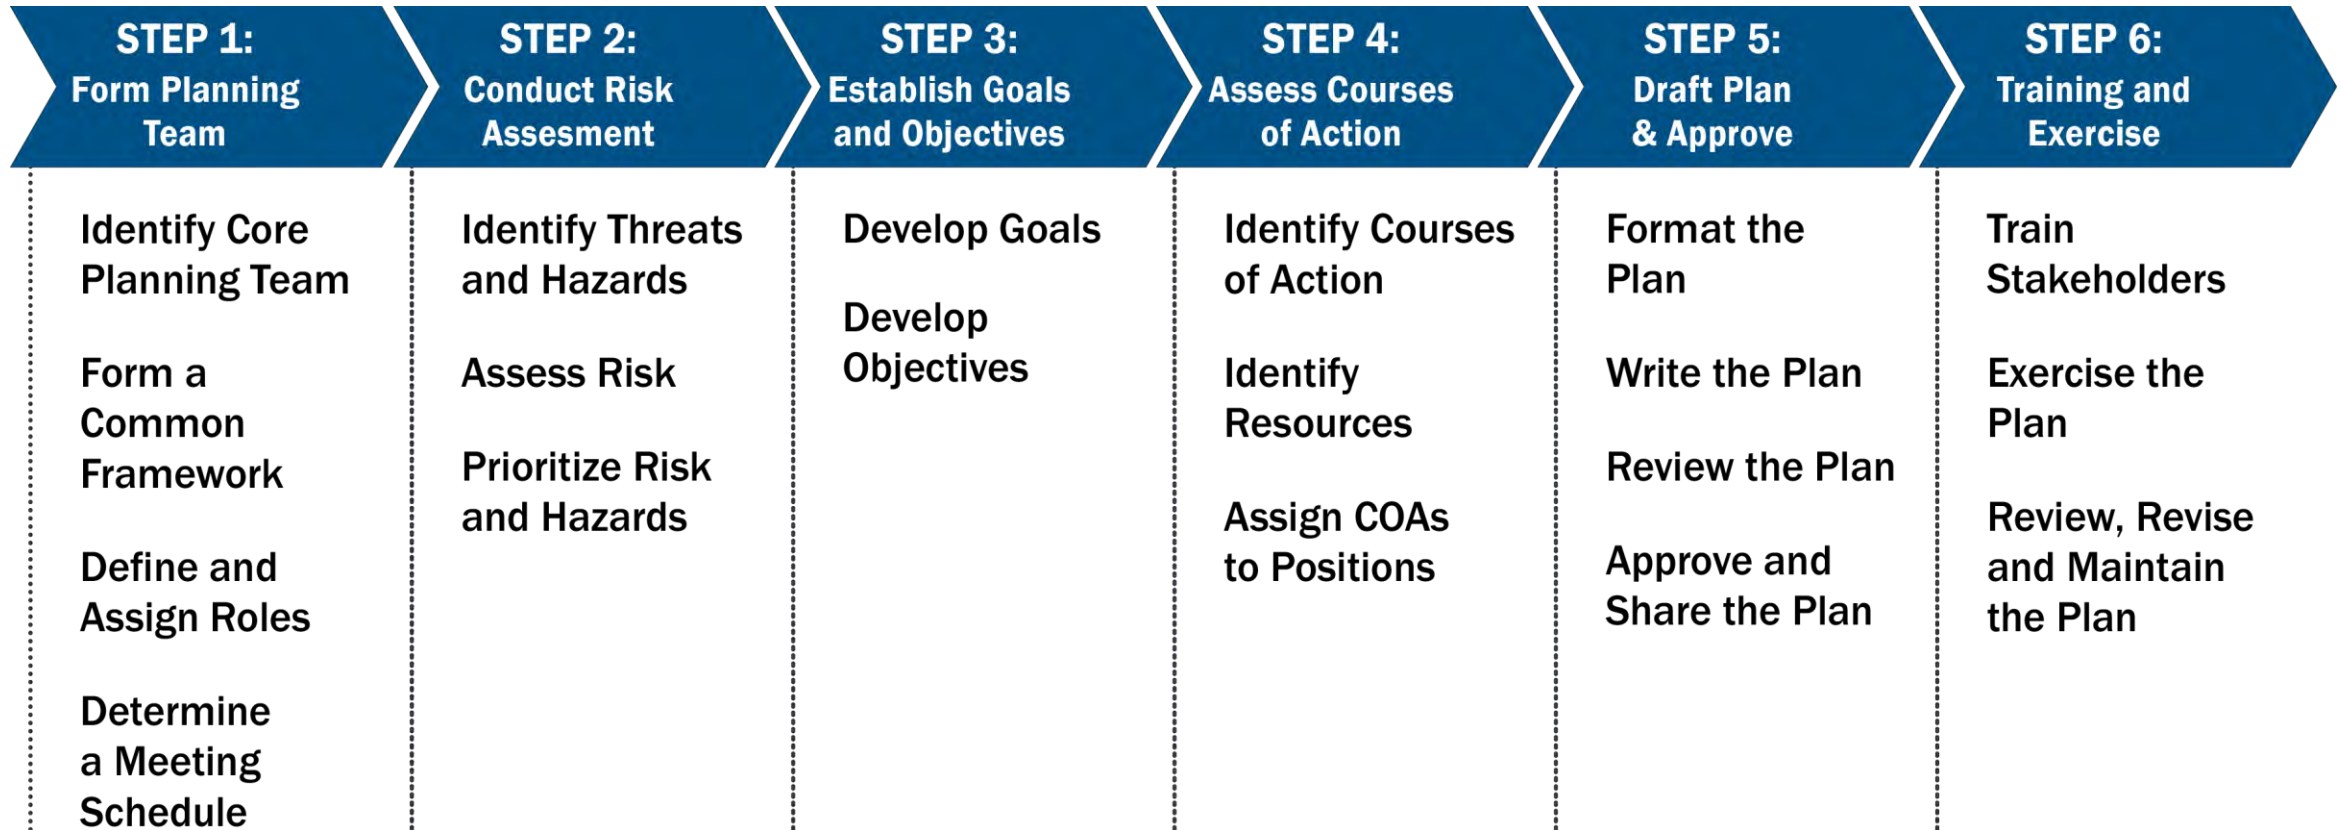 STEP 1:
Form Planning
Team
Identify Core
Planning Team
Form a
Common
Framework
Define and
Assign Roles
Determine
a Meeting
Schedule
STEP 2:
Conduct Risk
Assesment
Identify Threats
and Hazards
Assess Risk
Prioritize Risk
and Hazards
STEP 3:
Establish Goals
and Objectives
Develop Goals
Develop
Objectives
STEP 4:
Assess Courses
of Action
Identify Courses
of Action
Identify
Resources
Assign COAs
to Positions
STEP 5:
Draft Plan
& Approve
Format the
Plan
Write the Plan
Review the Plan
Approve and
Share the Plan
STEP 6:
Training and
Exercise
Train
Stakeholders
Exercise the
Plan
Review, Revise
and Maintain
the Plan